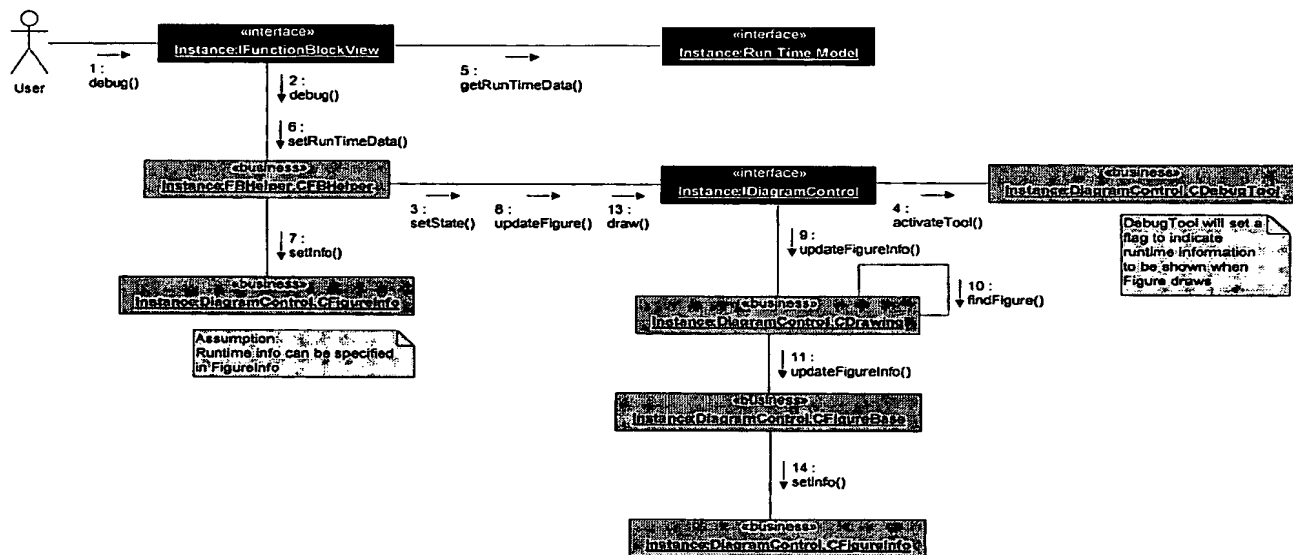 User
1 :
debug()
«interface»
Instance:IFunctionBlockView
2 :
debug()
5 :
getRunTimeData()
«interface»
Instance:Run Time Model
6 :
setRunTimeData()
«business»
Instance:FBHelper.CFBHelper
3 :
setState()
8 :
updateFigure()
13 :
draw()
«interface»
Instance:IDiagramControl
4 :
activateTool()
«business»
Instance:DiagramControl.CDebugTool
DebugTool will set a
flag to indicate
runtime information
to be shown when
Figure draws
7 :
setInfo()
«business»
Instance:DiagramControl.CFigureInfo
Assumption:
Runtime info can be specified
in FigureInfo
9 :
updateFigureInfo()
10 :
findFigure()
«business»
Instance:DiagramControl.CDrawing
11 :
updateFigureInfo()
«business»
Instance:DiagramControl.CFigureBase
14 :
setInfo()
«business»
Instance:DiagramControl.CFigureInfo